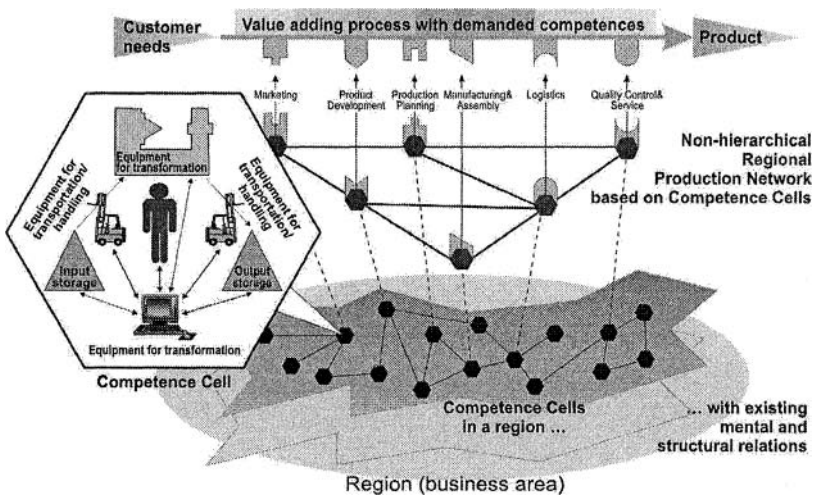 Customer
needs
Value adding process with demanded competences
Product
Marketing
Product
Development
Production
Planning
Manufacturing&
Assembly
Logistics
Quality Control&
Service
Non-hierarchical
Regional
Production Network
based on Competence Cells
Equipment
for transformation
Equipment for
transportation/
handling
Equipment for
transportation/
handling
Input
storage
Output
storage
Equipment for transformation
Competence Cell
Competence Cells
in a region ...
... with existing
mental and
structural relations
Region (business area)